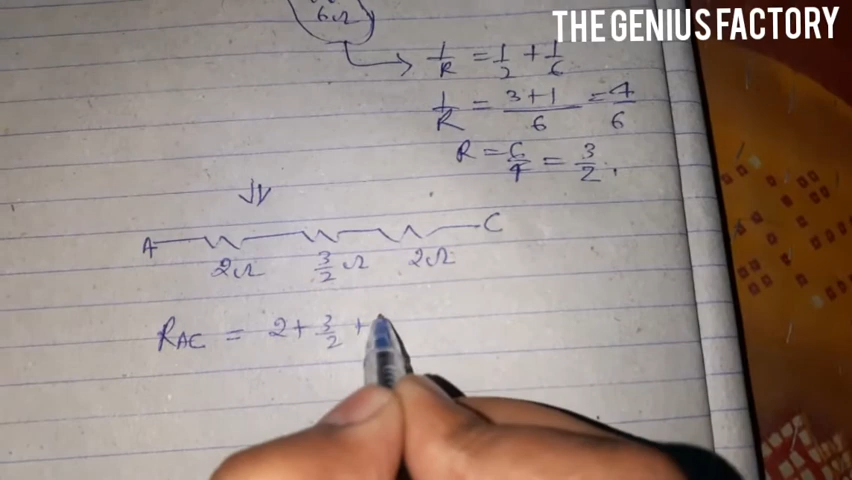 THE GENIUS FACTORY
6Ω
1/R = 1/2 + 1/6
1/R = 3+1/6 = 4/6
R = 6/4 = 3/2
A C
2Ω 3/2 Ω 2Ω
RAC = 2 + 3/2 +